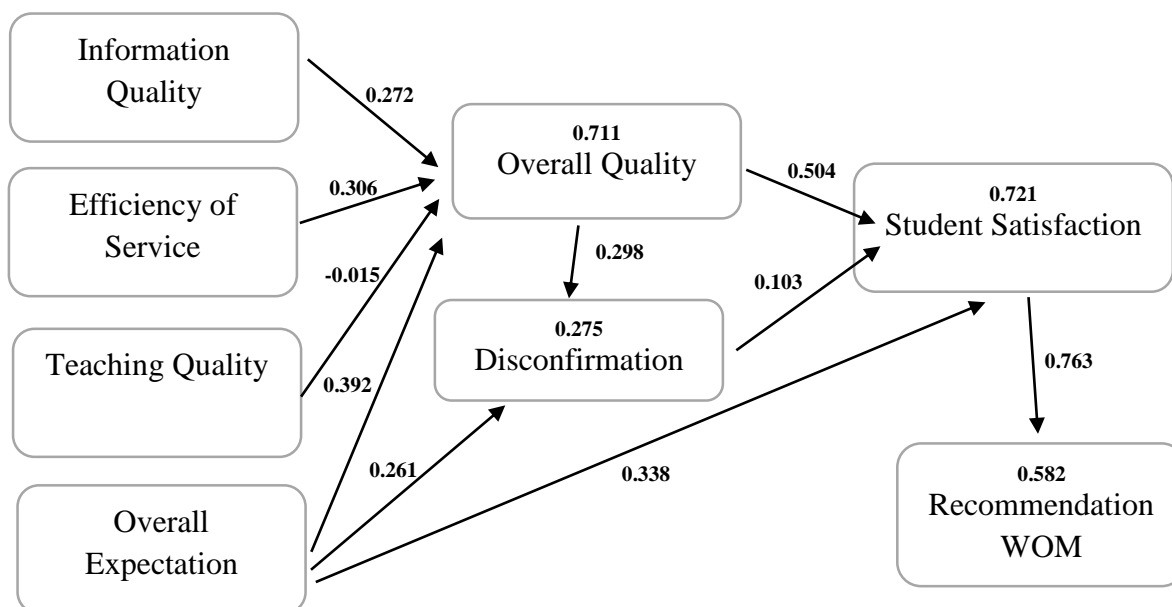 Information
Quality
0.272
0.711
Overall Quality
0.504
Efficiency of
Service
0.306
0.721
Student Satisfaction
-0.015
0.298
0.103
Teaching Quality
0.392
0.275
Disconfirmation
0.763
0.261
0.338
Overall
Expectation
0.582
Recommendation
WOM